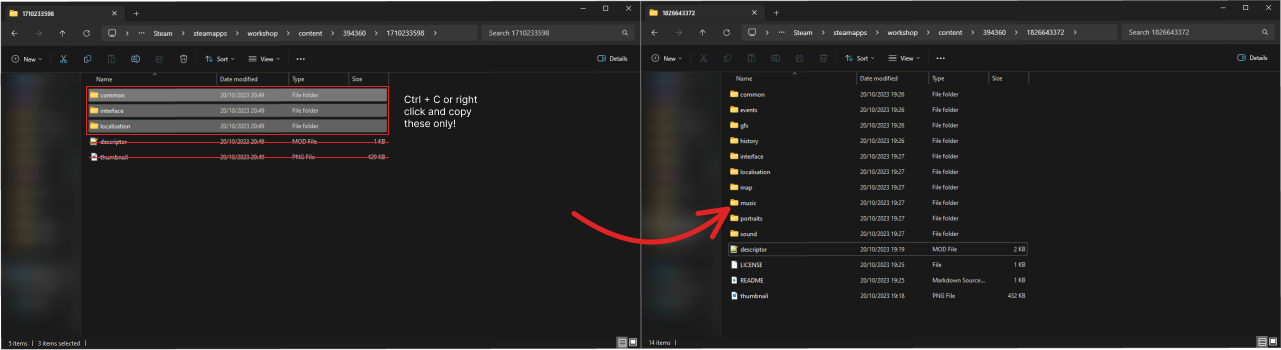 1710233598
Steam > steamapps > workshop > content > 394360 > 1710233598 >
Search 1710233598
New
Sort
View
Details
Name Date modified Type Size
common 20/10/2023 20:49 File folder
interface 20/10/2023 20:49 File folder
localisation 20/10/2023 20:49 File folder
descriptor 20/10/2023 20:49 MOD File 1 KB
thumbnail 20/10/2023 20:49 PNG File 429 KB
Ctrl + C or right
click and copy
these only!
5 items 3 items selected
1826643372
Steam > steamapps > workshop > content > 394360 > 1826643372 >
Search 1826643372
New
Sort
View
Details
Name Date modified Type Size
common 20/10/2023 19:26 File folder
events 20/10/2023 19:26 File folder
gfx 20/10/2023 19:26 File folder
history 20/10/2023 19:26 File folder
interface 20/10/2023 19:27 File folder
localisation 20/10/2023 19:27 File folder
map 20/10/2023 19:27 File folder
music 20/10/2023 19:27 File folder
portraits 20/10/2023 19:27 File folder
sound 20/10/2023 19:27 File folder
descriptor 20/10/2023 19:19 MOD File 2 KB
LICENSE 20/10/2023 19:25 File 1 KB
README 20/10/2023 19:25 Markdown Source... 1 KB
thumbnail 20/10/2023 19:18 PNG File 432 KB
14 items